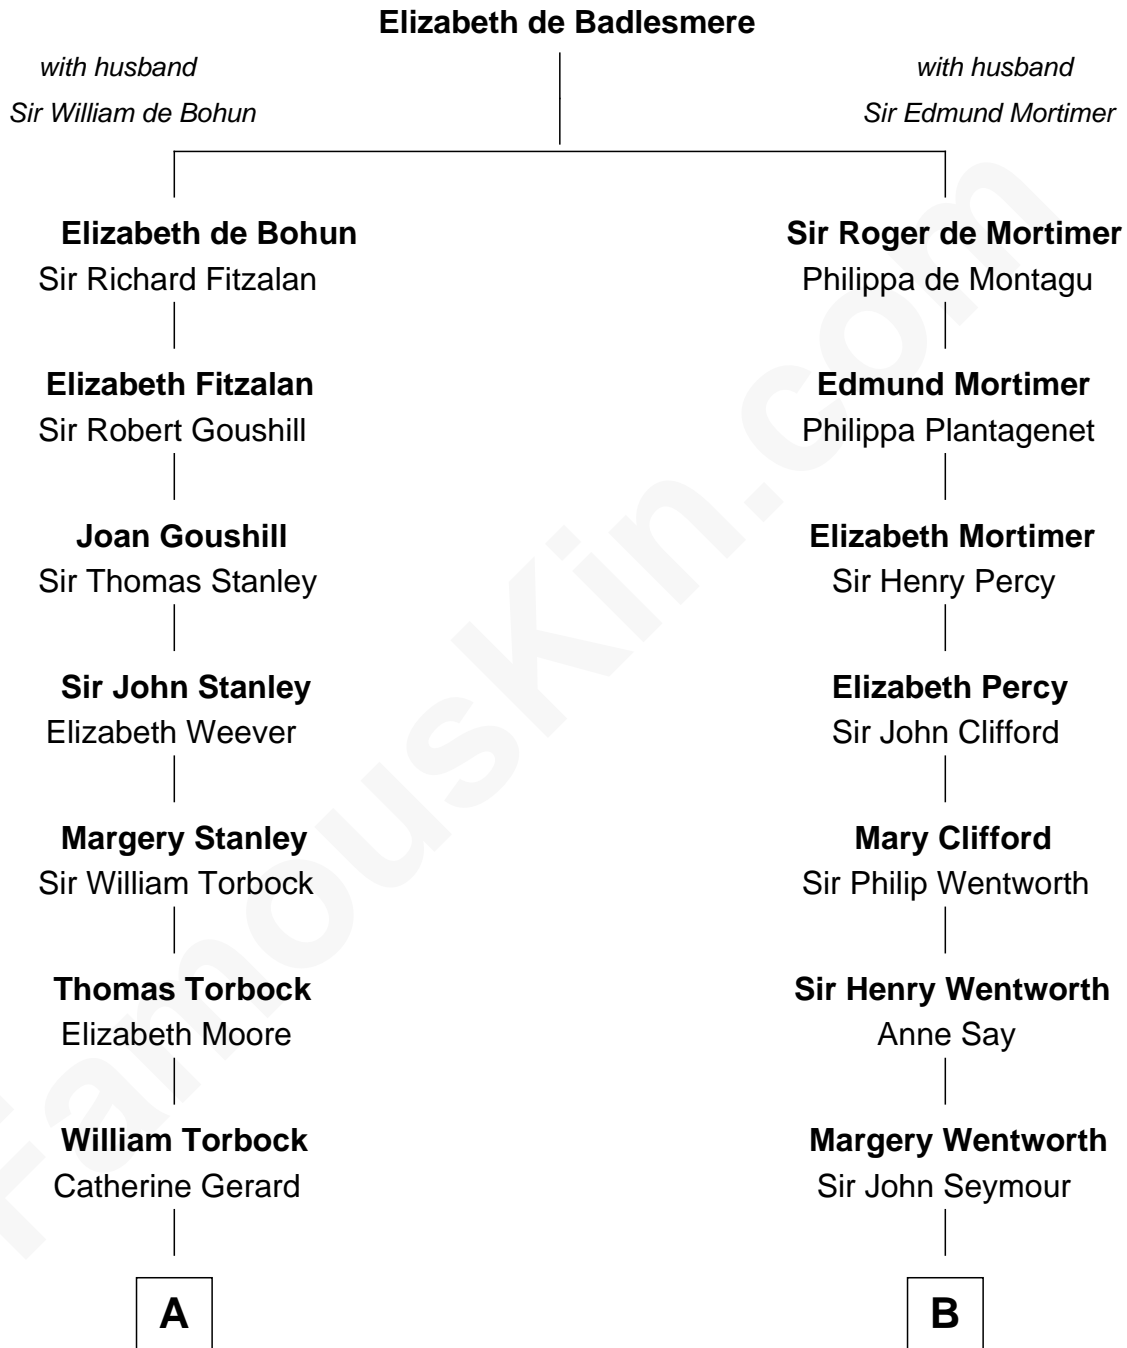 Elizabeth de Badlesmere
with husband
Sir William de Bohun
with husband
Sir Edmund Mortimer
Elizabeth de Bohun
Sir Richard Fitzalan
Sir Roger de Mortimer
Philippa de Montagu
Elizabeth Fitzalan
Sir Robert Goushill
Edmund Mortimer
Philippa Plantagenet
Joan Goushill
Sir Thomas Stanley
Elizabeth Mortimer
Sir Henry Percy
Sir John Stanley
Elizabeth Weever
Elizabeth Percy
Sir John Clifford
Margery Stanley
Sir William Torbock
Mary Clifford
Sir Philip Wentworth
Thomas Torbock
Elizabeth Moore
Sir Henry Wentworth
Anne Say
William Torbock
Catherine Gerard
Margery Wentworth
Sir John Seymour
A
B
FamousKin.com